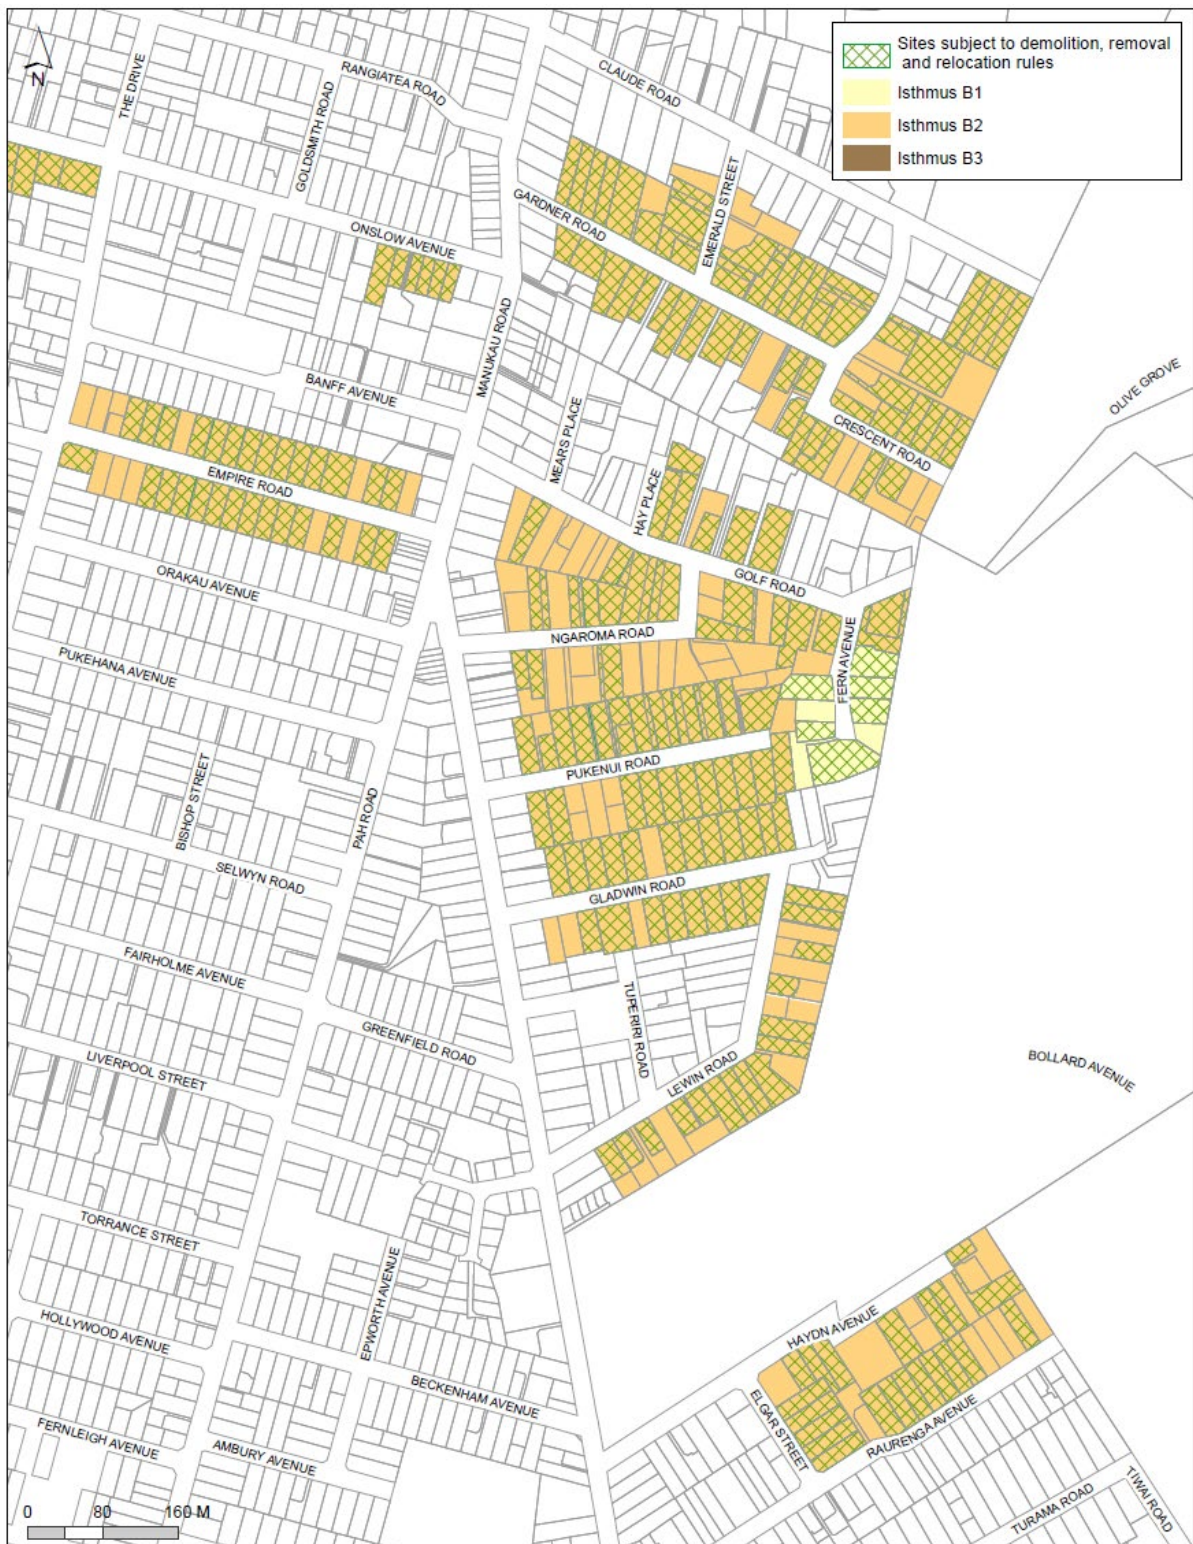 Sites subject to demolition, removal
and relocation rules
Isthmus B1
Isthmus B2
Isthmus B3
N
THE DRIVE
RANGIATEA ROAD
CLAUDE ROAD
GOLDSMITH ROAD
GARDNER ROAD
EMERALD STREET
ONSLOW AVENUE
MANUKAU ROAD
BANFF AVENUE
OLIVE GROVE
MEARS PLACE
CRESCENT ROAD
EMPIRE ROAD
HAY PLACE
ORAKAU AVENUE
GOLF ROAD
NGAROMA ROAD
FERN AVENUE
PUKEHANA AVENUE
PUKENUI ROAD
BISHOP STREET
PAH ROAD
SELWYN ROAD
GLADWIN ROAD
FAIRHOLME AVENUE
TUPERIRI ROAD
GREENFIELD ROAD
LIVERPOOL STREET
LEWIN ROAD
BOLLARD AVENUE
TORRANCE STREET
EPWORTH AVENUE
HOLLYWOOD AVENUE
HAYDN AVENUE
BECKENHAM AVENUE
ELGAR STREET
RAURENGA AVENUE
FERNLEIGH AVENUE
AMBURY AVENUE
TIWAI ROAD
TURAMA ROAD
0 80 160 M